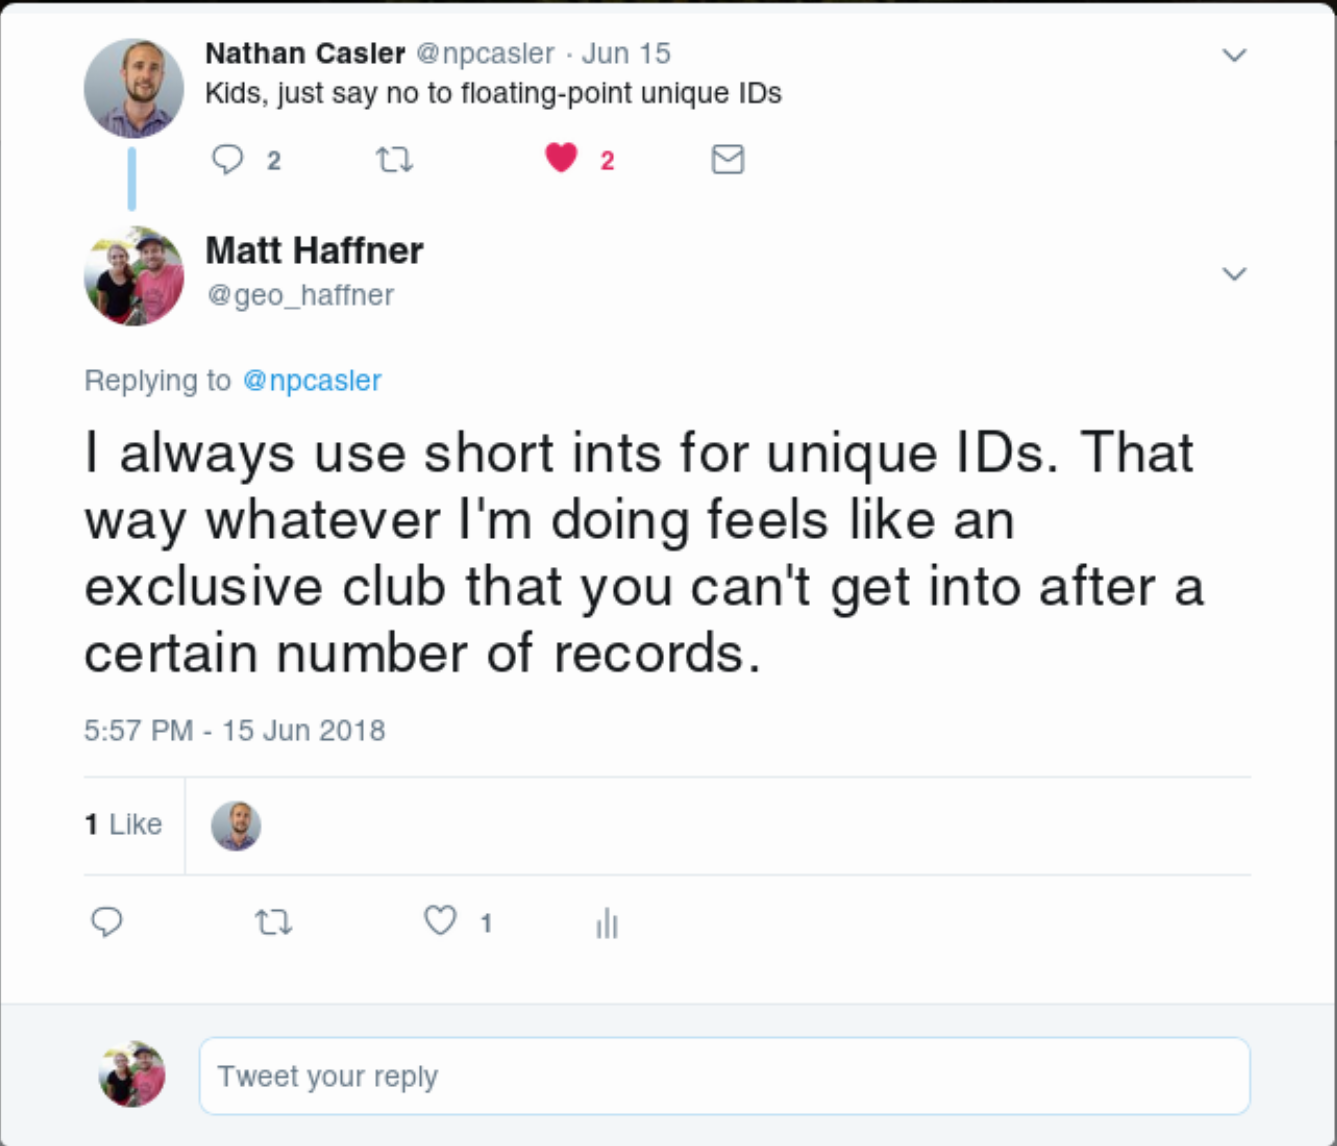 Nathan Casler @npcasler · Jun 15
Kids, just say no to floating-point unique IDs
2 2
Matt Haffner
@geo_haffner
Replying to @npcasler
I always use short ints for unique IDs. That
way whatever I'm doing feels like an
exclusive club that you can't get into after a
certain number of records.
5:57 PM - 15 Jun 2018
1 Like
1
Tweet your reply